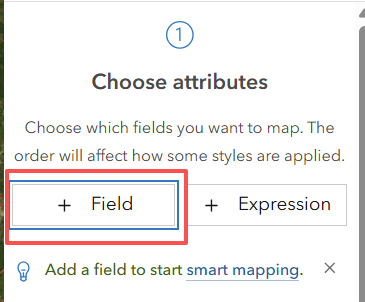 1
Choose attributes
Choose which fields you want to map. The
order will affect how some styles are applied.
+ Field
+ Expression
Add a field to start smart mapping. ×